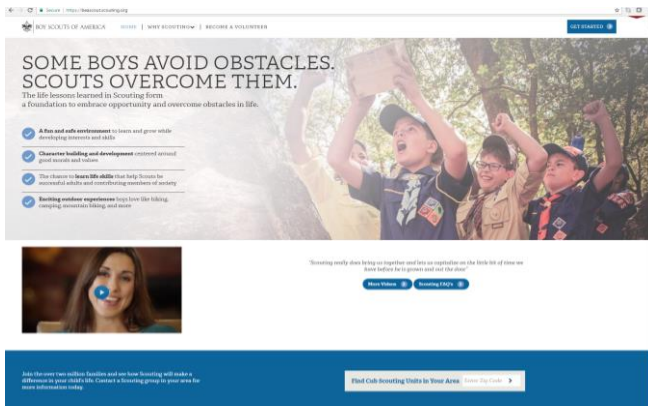 Secure | https://beascout.scouting.org
BOY SCOUTS OF AMERICA HOME | WHY SCOUTING | BECOME A VOLUNTEER GET STARTED
SOME BOYS AVOID OBSTACLES.
SCOUTS OVERCOME THEM.
The life lessons learned in Scouting form
a foundation to embrace opportunity and overcome obstacles in life.
A fun and safe environment to learn and grow while
developing interests and skills
Character building and development centered around
good morals and values
The chance to learn life skills that help Scouts be
successful adults and contributing members of society
Exciting outdoor experiences boys love like hiking,
camping, mountain biking, and more
"Scouting really does bring us together and lets us capitalize on the little bit of time we
have before he is grown and out the door"
More Videos Scouting FAQ's
Join the over two million families and see how Scouting will make a
difference in your child's life. Contact a Scouting group in your area for
more information today.
Find Cub Scouting Units in Your Area Enter Zip Code